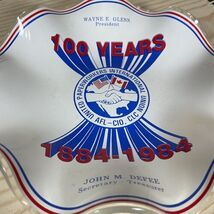 WAYNE E. GLENN
President
100 YEARS
UNITED PAPERWORKERS INTERNATIONAL UNION
AFL-CIO, CLC
1884-1984
JOHN M. DEFEE
Secretary Treasurer